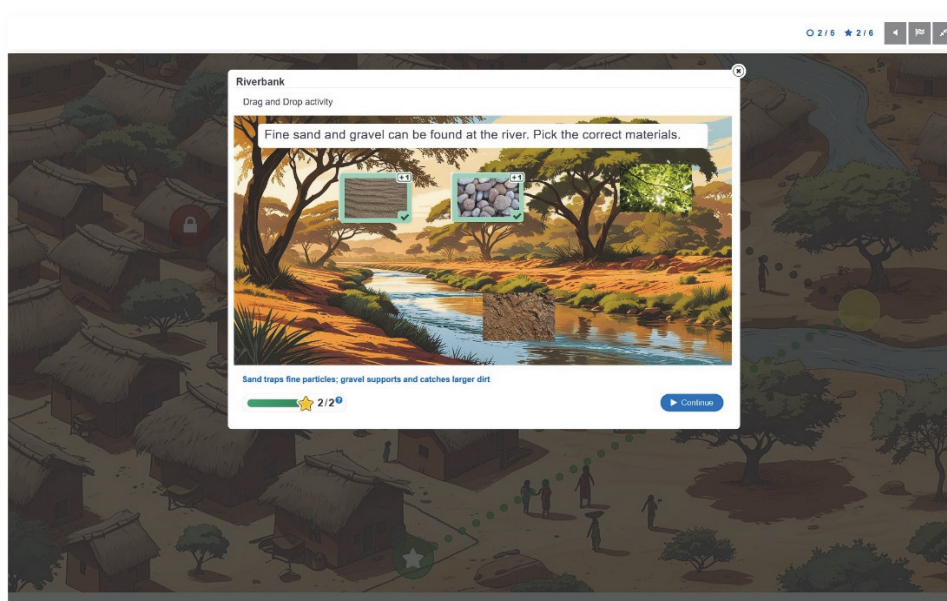 2 / 6 2 / 6
Riverbank
Drag and Drop activity
Fine sand and gravel can be found at the river. Pick the correct materials.
+1 +1
Sand traps fine particles; gravel supports and catches larger dirt
2/2 ?
Continue